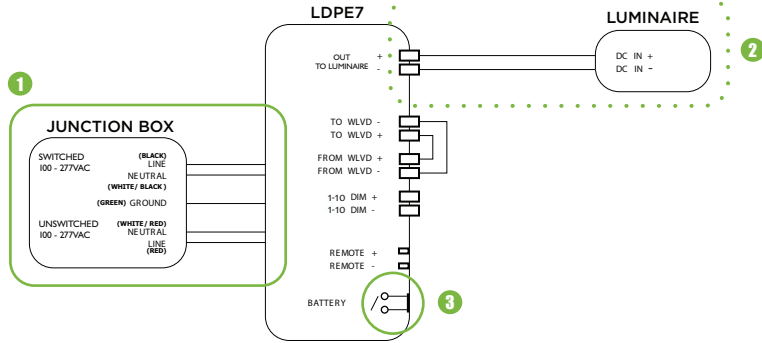 LDPE7
LUMINAIRE
OUT
TO LUMINAIRE
+
-
DC IN +
DC IN -
2
1
JUNCTION BOX
SWITCHED
100 - 277VAC
(BLACK)
LINE
NEUTRAL
(WHITE/ BLACK )
(GREEN) GROUND
UNSWITCHED
100 - 277VAC
(WHITE/ RED)
NEUTRAL
LINE
(RED)
TO WLVD -
TO WLVD +
FROM WLVD +
FROM WLVD -
1-10 DIM +
1-10 DIM -
REMOTE +
REMOTE -
BATTERY
3